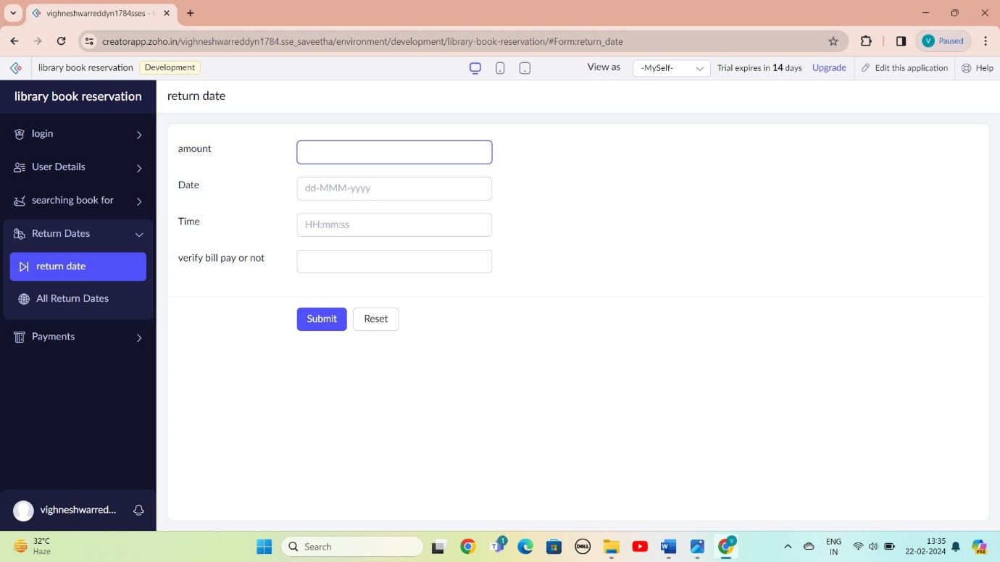 vighneshwarreddyn1784sses -
creatorapp.zoho.in/vighneshwarreddyn1784.sse_saveetha/environment/development/library-book-reservation/#Form:return_date
V Paused
library book reservation Development
View as -MySelf- Trial expires in 14 days Upgrade Edit this application Help
library book reservation
return date
login
User Details
searching book for
Return Dates
return date
All Return Dates
Payments
amount
Date dd-MMM-yyyy
Time HH:mm:ss
verify bill pay or not
Submit Reset
vighneshwarred...
32°C
Haze
Search
1
DELL
W
V
ENG
IN
13:35
22-02-2024
PRE